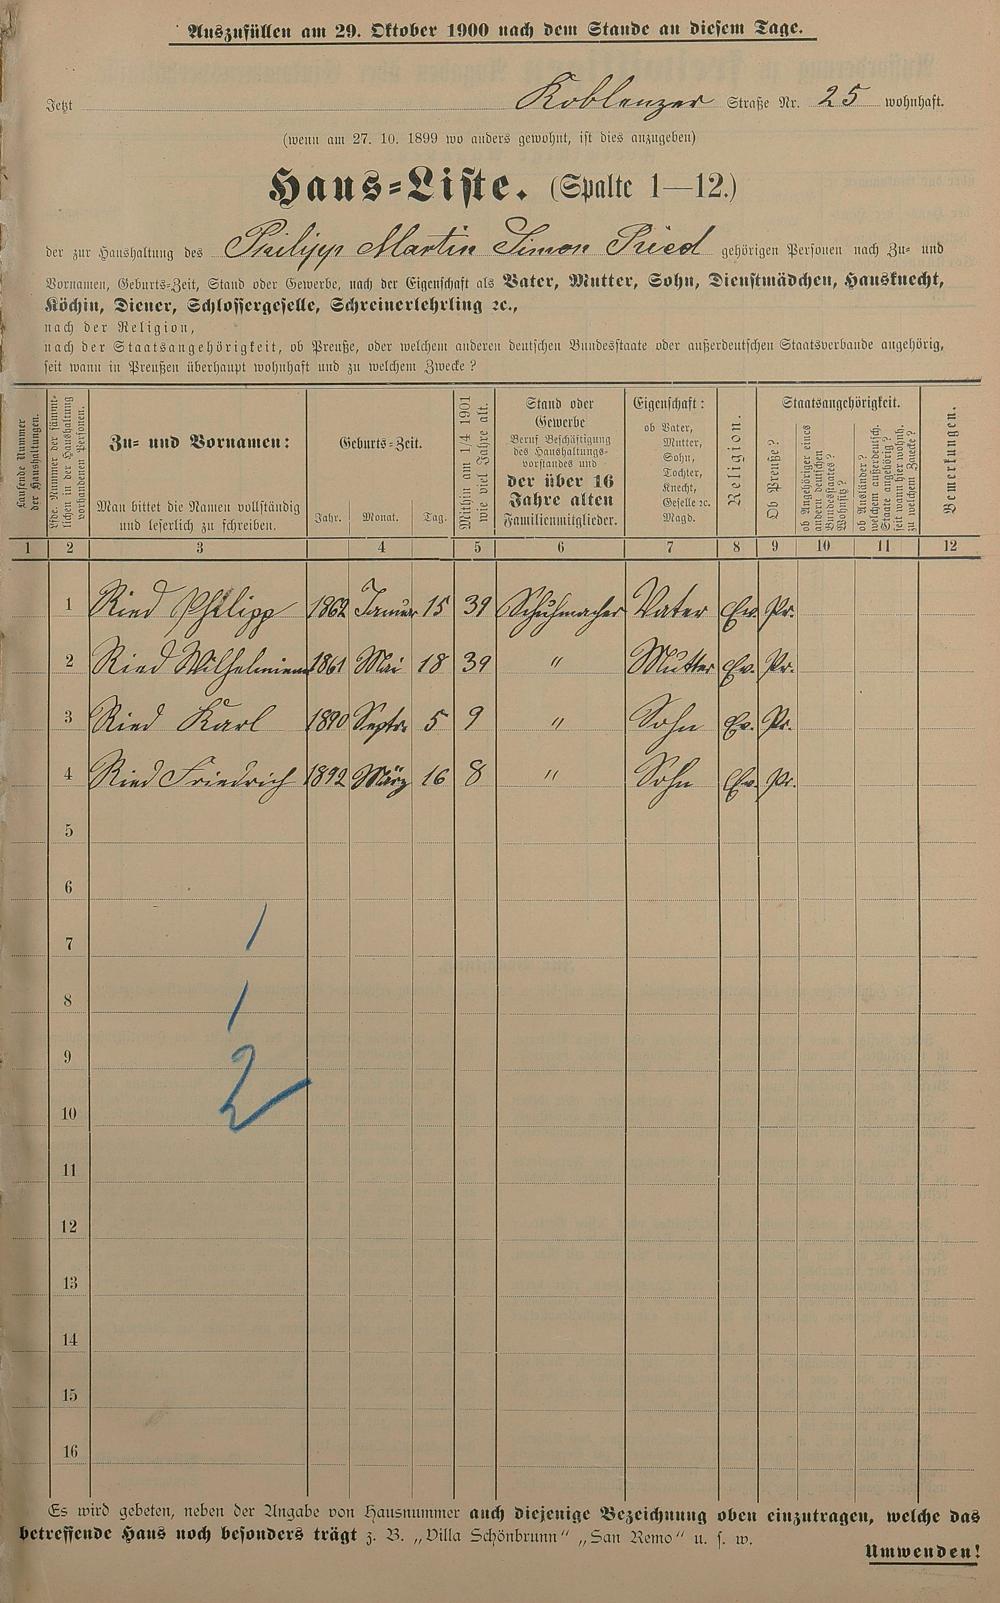 Auszufüllen am 29. Oktober 1900 nach dem Stande an diesem Tage.
Jetzt Koblenzer Straße Nr. 25 wohnhaft.
(wenn am 27. 10. 1899 wo anders gewohnt, ist dies anzugeben)
Haus-Liste. (Spalte 1—12.)
der zur Haushaltung des Philipp Martin Simon Ried gehörigen Personen nach Zu- und
Vornamen, Geburts-Zeit, Stand oder Gewerbe, nach der Eigenschaft als Vater, Mutter, Sohn, Dienstmädchen, Hausknecht,
Köchin, Diener, Schlossergeselle, Schreinerlehrling ꝛc.,
nach der Religion,
nach der Staatsangehörigkeit, ob Preuße, oder welchem anderen deutschen Bundesstaate oder außerdeutschen Staatsverbande angehörig,
seit wann in Preußen überhaupt wohnhaft und zu welchem Zwecke?
Laufende Nummer
der Haushaltungen.
Lfde. Nummer der sämmt-
lichen in der Haushaltung
vorhandenen Personen.
Zu- und Vornamen:
Man bittet die Namen vollständig
und leserlich zu schreiben.
Geburts-Zeit.
Jahr. Monat. Tag.
Mithin am 1/4 1901
wie viel Jahre alt.
Stand oder
Gewerbe
Beruf Beschäftigung
des Haushaltungs-
vorstandes und
der über 16
Jahre alten
Familienmitglieder.
Eigenschaft:
ob Vater,
Mutter,
Sohn,
Tochter,
Knecht,
Geselle ꝛc.
Magd.
Religion.
Staatsangehörigkeit.
Ob Preuße?
ob Angehöriger eines
andern deutschen
Bundesstaates?
Wohnsitz?
ob Ausländer?
welchem außerdeutsch.
Staate angehörig?
seit wann hier wohnh.
zu welchem Zwecke?
Bemerkungen.
1 2 3 4 5 6 7 8 9 10 11 12
1 Ried Philipp 1862 Januar 15 39 Schuhmacher Vater Ev. Pr.
2 Ried Wilhelmiene 1861 Mai 18 39 " Mutter Ev. Pr.
3 Ried Karl 1890 Septr. 5 9 " Sohn Ev. Pr.
4 Ried Friedrich 1892 März 16 8 " Sohn Ev. Pr.
5
6
7 1
8 1
9 2
10
11
12
13
14
15
16
Es wird gebeten, neben der Angabe von Hausnummer auch diejenige Bezeichnung oben einzutragen, welche das
betreffende Haus noch besonders trägt z. B. „Villa Schönbrunn" „San Remo" u. s. w.
Umwenden!